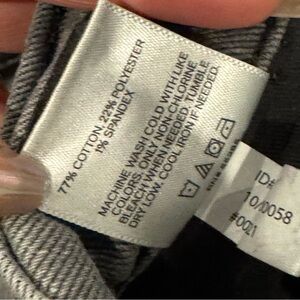 77% COTTON, 22% POLYESTER
1% SPANDEX
MACHINE WASH COLD WITH LIKE
COLORS. ONLY NON-CHLORINE
BLEACH WHEN NEEDED. TUMBLE
DRY LOW. COOL IRON IF NEEDED.
ID#
10/0058
#0021